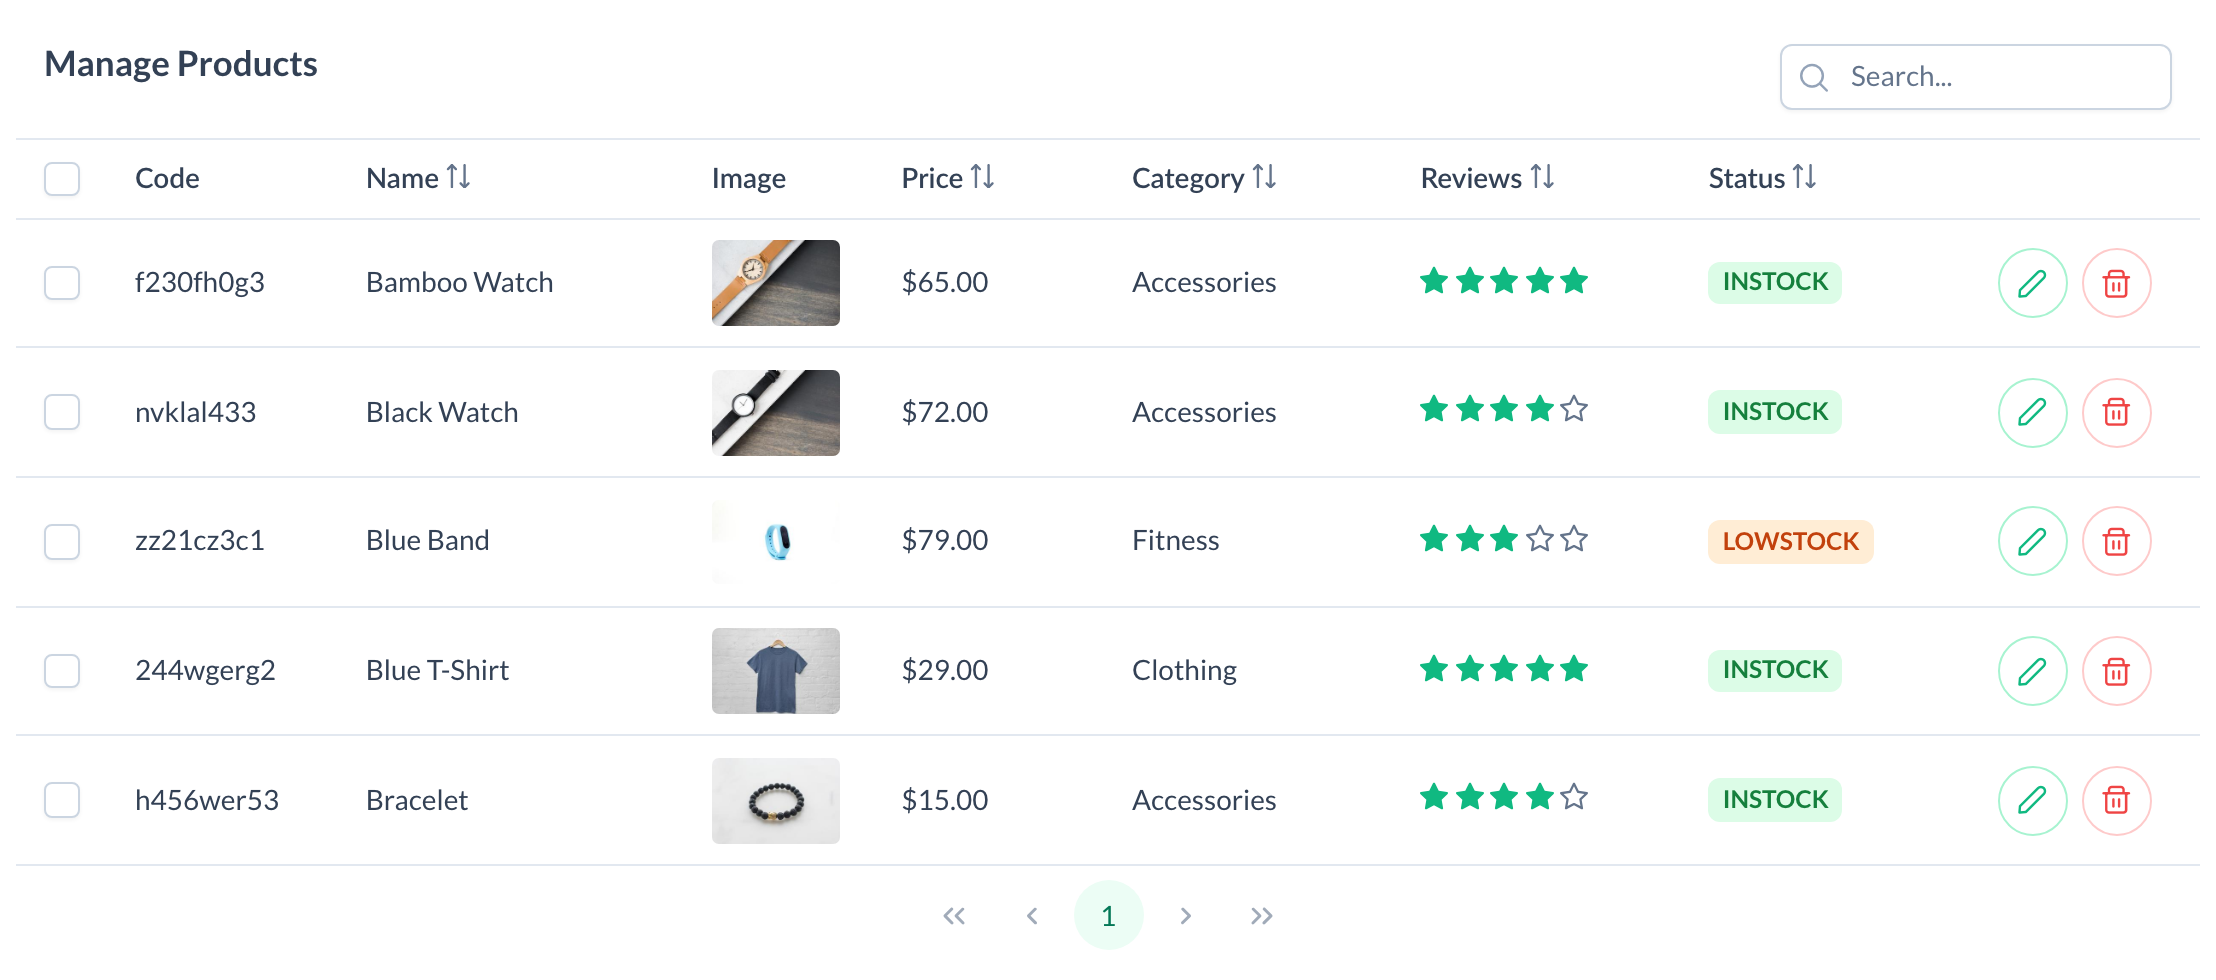 Manage Products
Search...
Code Name Image Price Category Reviews Status
f230fh0g3 Bamboo Watch $65.00 Accessories INSTOCK
nvklal433 Black Watch $72.00 Accessories INSTOCK
zz21cz3c1 Blue Band $79.00 Fitness LOWSTOCK
244wgerg2 Blue T-Shirt $29.00 Clothing INSTOCK
h456wer53 Bracelet $15.00 Accessories INSTOCK
1